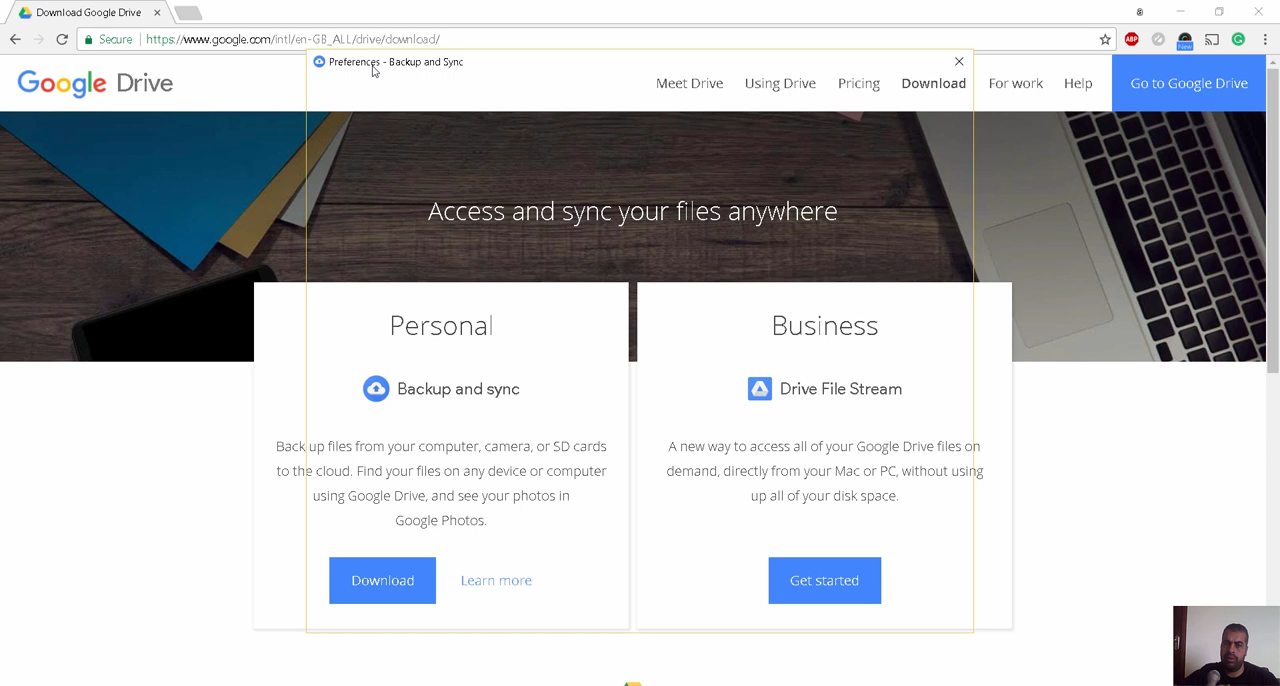 Download Google Drive
Secure https://www.google.com/intl/en-GB_ALL/drive/download/
ABP
New
Preferences - Backup and Sync
Google Drive
Meet Drive Using Drive Pricing Download For work Help Go to Google Drive
Access and sync your files anywhere
Personal
Backup and sync
Back up files from your computer, camera, or SD cards
to the cloud. Find your files on any device or computer
using Google Drive, and see your photos in
Google Photos.
Download Learn more
Business
Drive File Stream
A new way to access all of your Google Drive files on
demand, directly from your Mac or PC, without using
up all of your disk space.
Get started